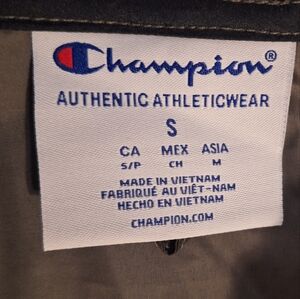 Champion®
AUTHENTIC ATHLETICWEAR
S
CA MEX ASIA
S/P CH M
MADE IN VIETNAM
FABRIQUÉ AU VIÊT-NAM
HECHO EN VIETNAM
CHAMPION.COM